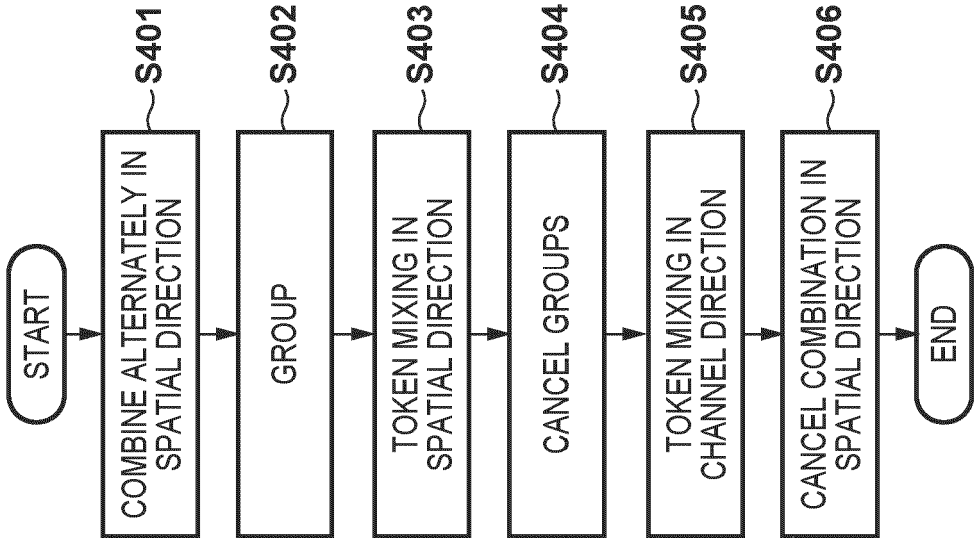 START
COMBINE ALTERNATELY IN
SPATIAL DIRECTION
S401
GROUP
S402
TOKEN MIXING IN
SPATIAL DIRECTION
S403
CANCEL GROUPS
S404
TOKEN MIXING IN
CHANNEL DIRECTION
S405
CANCEL COMBINATION IN
SPATIAL DIRECTION
S406
END